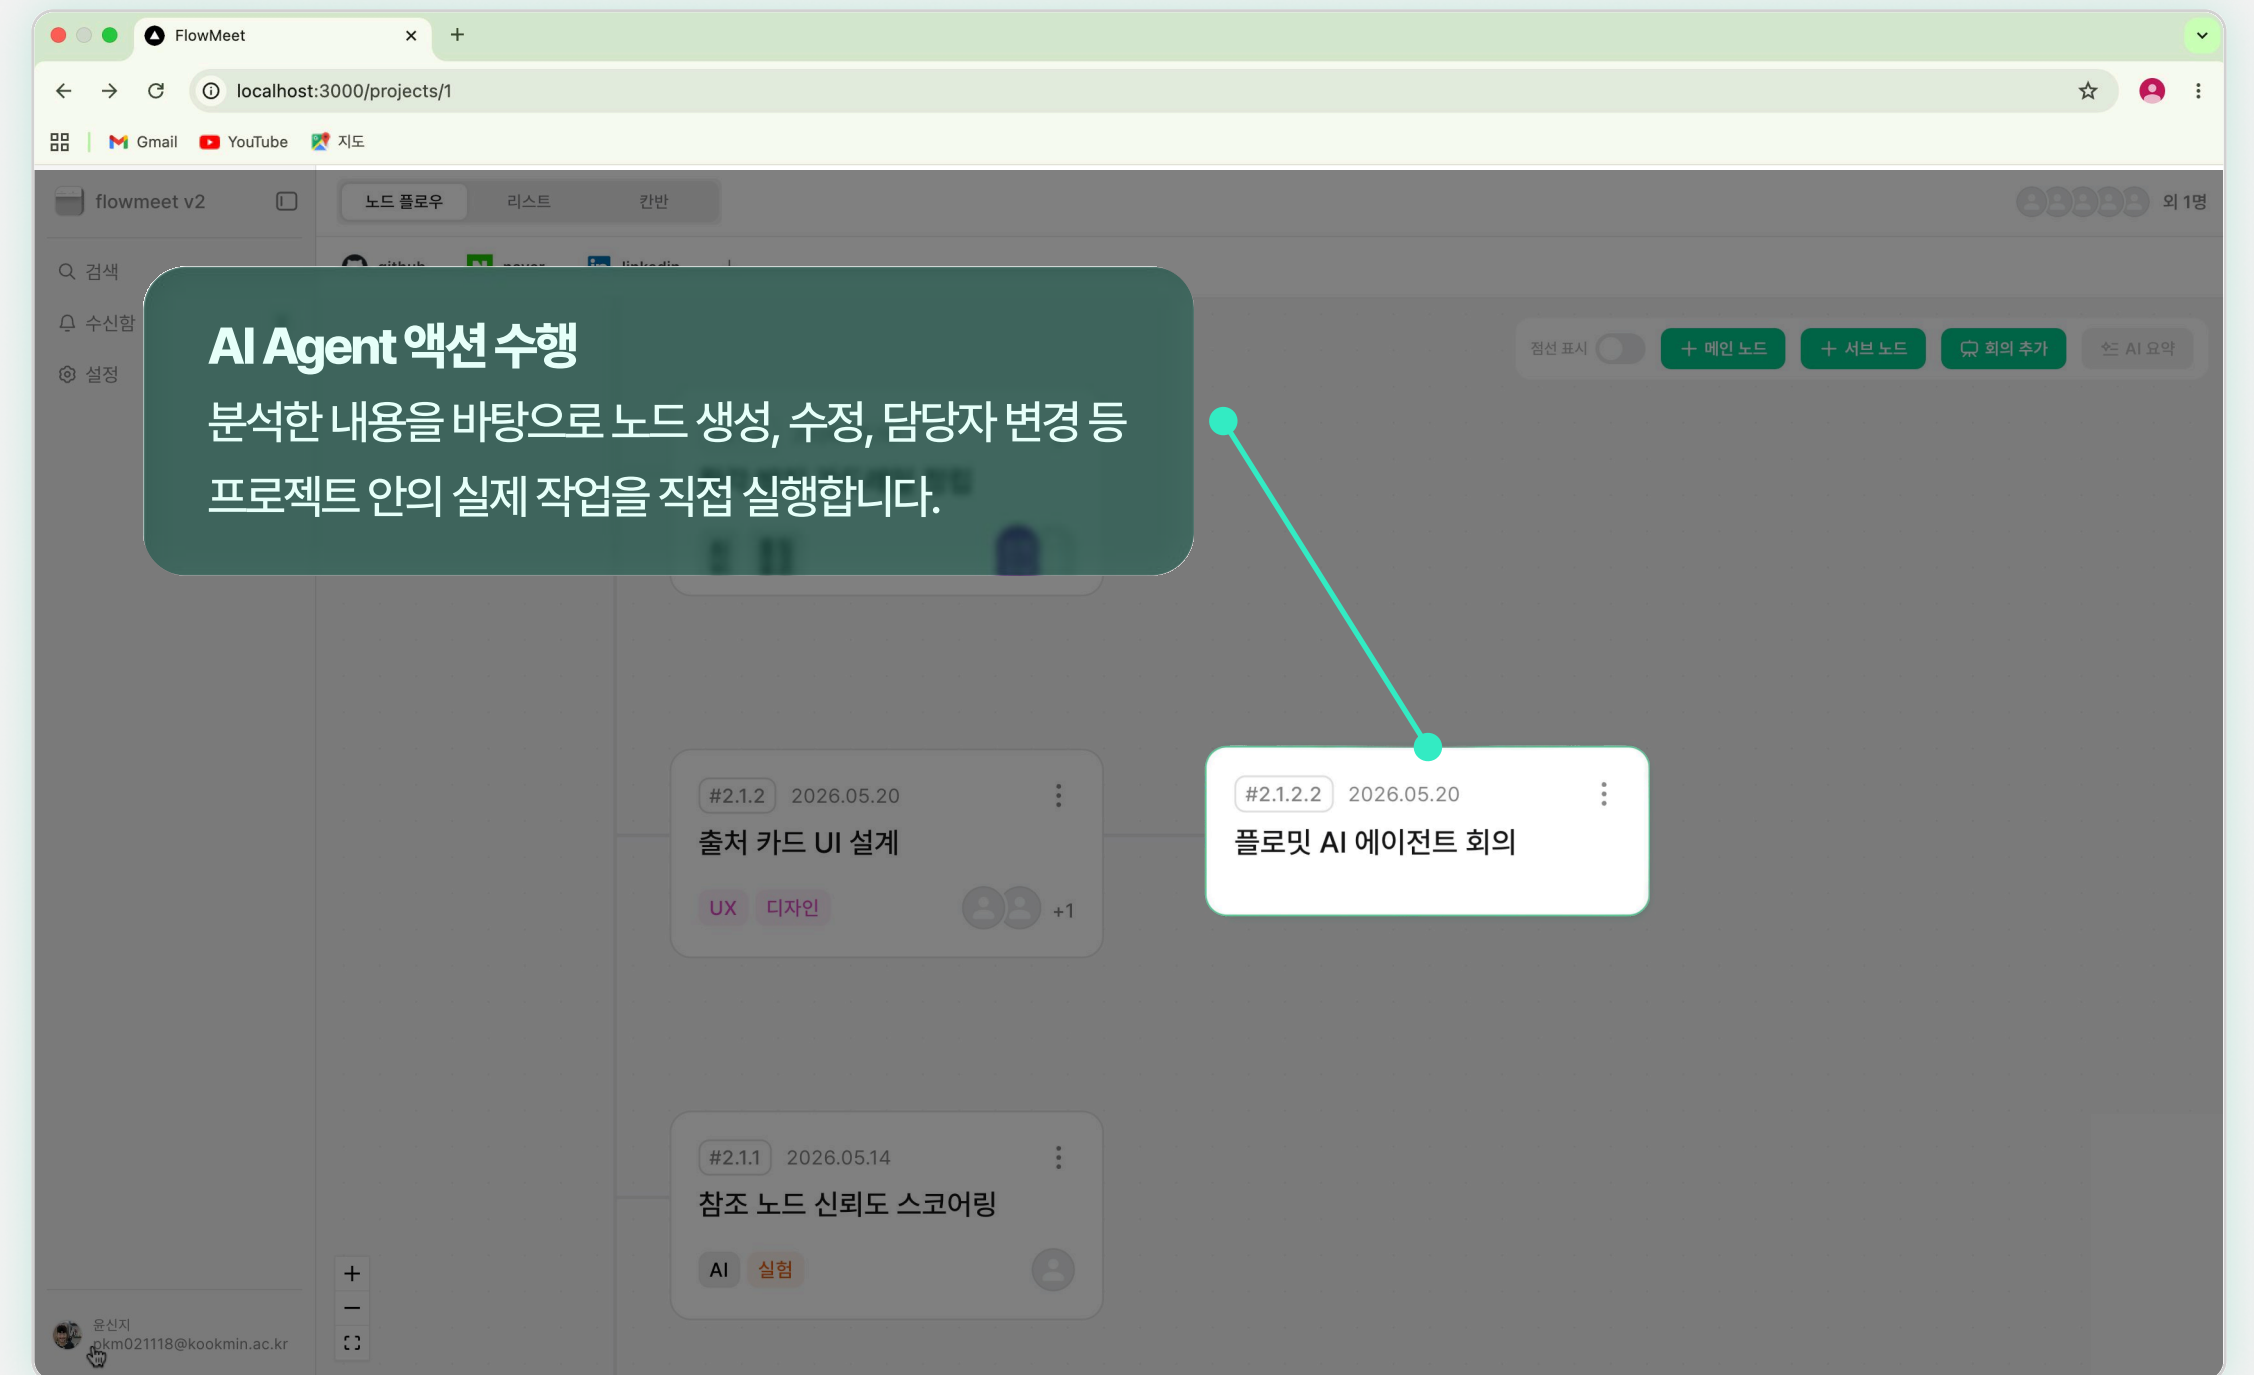 FlowMeet
localhost:3000/projects/1
Gmail YouTube 지도
flowmeet v2
노드 플로우 리스트 칸반
외 1명
검색
수신함
설정
AI Agent 액션 수행
분석한 내용을 바탕으로 노드 생성, 수정, 담당자 변경 등
프로젝트 안의 실제 작업을 직접 실행합니다.
점선 표시 메인 노드 서브 노드 회의 추가 AI 요약
#2.1.2 2026.05.20
출처 카드 UI 설계
UX 디자인 +1
#2.1.2.2 2026.05.20
플로밋 AI 에이전트 회의
#2.1.1 2026.05.14
참조 노드 신뢰도 스코어링
AI 실험
윤신지
pkm021118@kookmin.ac.kr